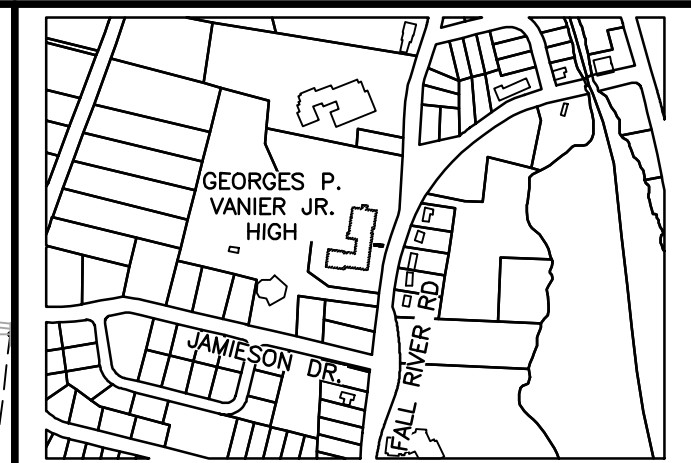 GEORGES P.
VANIER JR.
HIGH
JAMIESON DR.
FALL RIVER RD